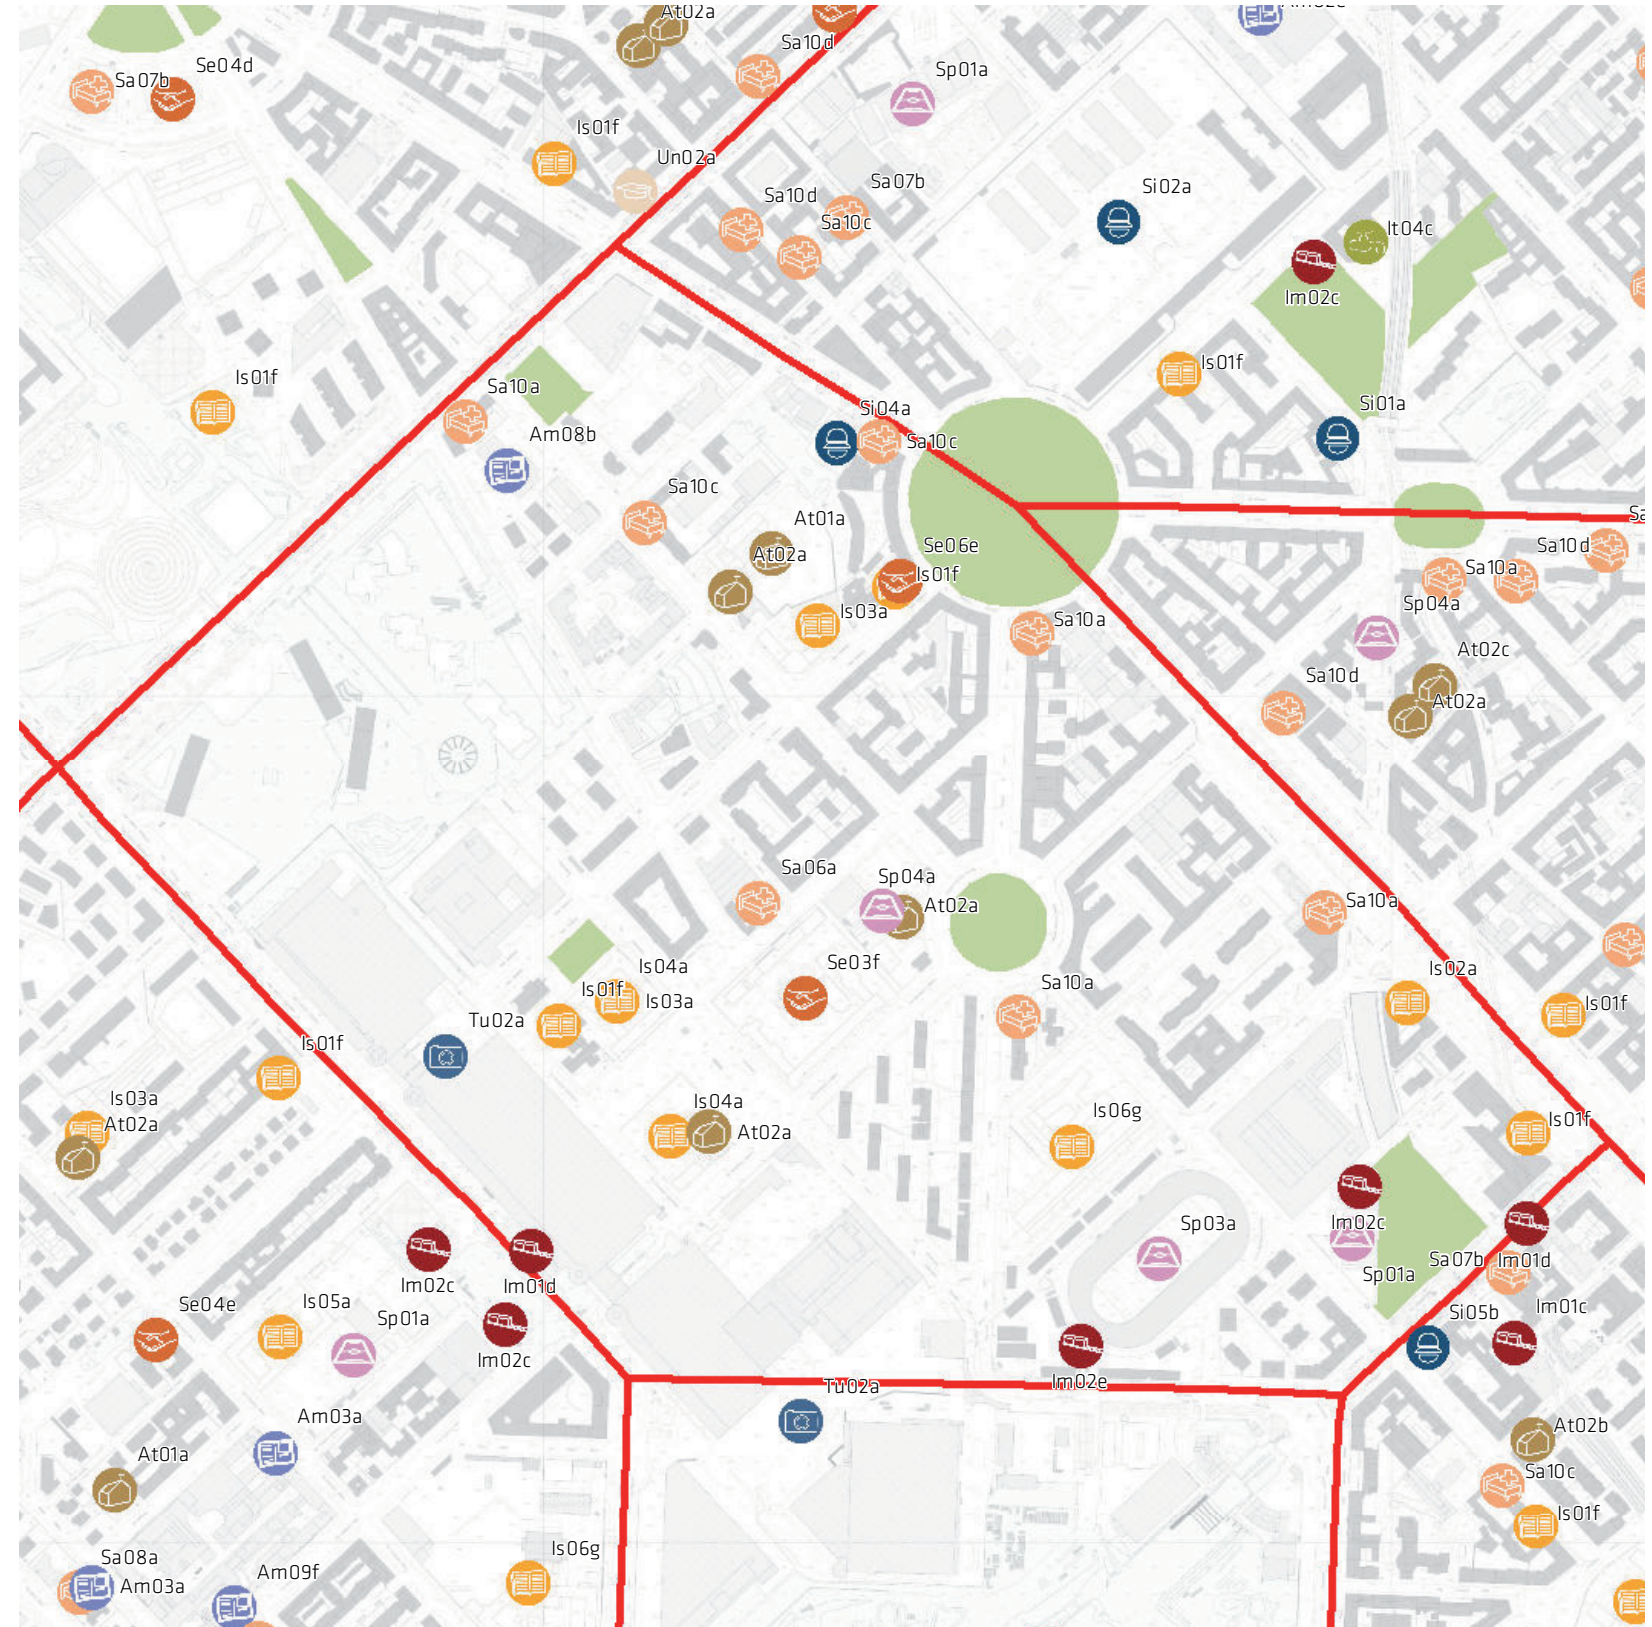 At02a
Am02e
Sa10d
Sp01a
Sa07b
Se04d
Is01f
Un02a
Sa10d
Sa07b
Sa10c
Si02a
It04c
Im02c
Is01f
Is01f
Sa10a
Am08b
Si04a
Sa10c
Si01a
Sa10c
At01a
At02a
Se06e
Is01f
Is03a
Sa10a
Sa
Sa10d
Sa10a
Sp04a
At02c
Sa10d
At02a
Sa06a
Sp04a
At02a
Sa10a
Is04a
Is01f
Is03a
Se03f
Sa10a
Is02a
Is01f
Tu02a
Is01f
Is03a
At02a
Is04a
At02a
Is06g
Is01f
Sp03a
Im02c
Sp01a
Sa07b
Im01d
Im01c
Si05b
Im02c
Im01d
Im02c
Se04e
Is05a
Sp01a
Tu02a
Im02e
Am03a
At01a
At02b
Sa10c
Is01f
Sa08a
Am03a
Am09f
Is06g